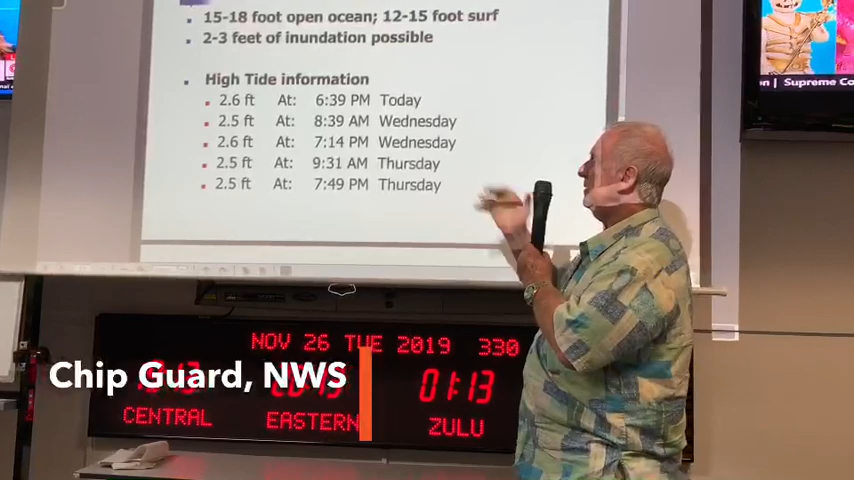 15-18 foot open ocean; 12-15 foot surf
2-3 feet of inundation possible
High Tide Information
2.6 ft At: 6:39 PM Today
2.5 ft At: 8:39 AM Wednesday
2.6 ft At: 7:14 PM Wednesday
2.5 ft At: 9:31 AM Thursday
2.5 ft At: 7:49 PM Thursday
Supreme Co
NOV 26 TUE 2019 330
Chip Guard, NWS
01:13
CENTRAL EASTERN ZULU